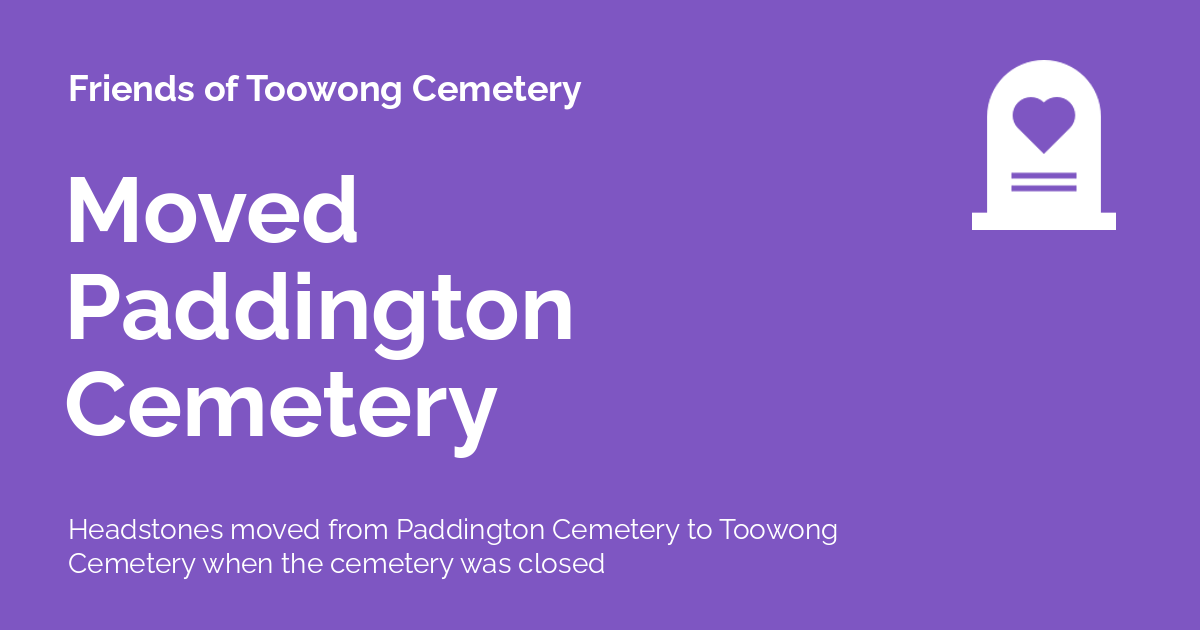 Friends of Toowong Cemetery
Moved
Paddington
Cemetery
Headstones moved from Paddington Cemetery to Toowong
Cemetery when the cemetery was closed